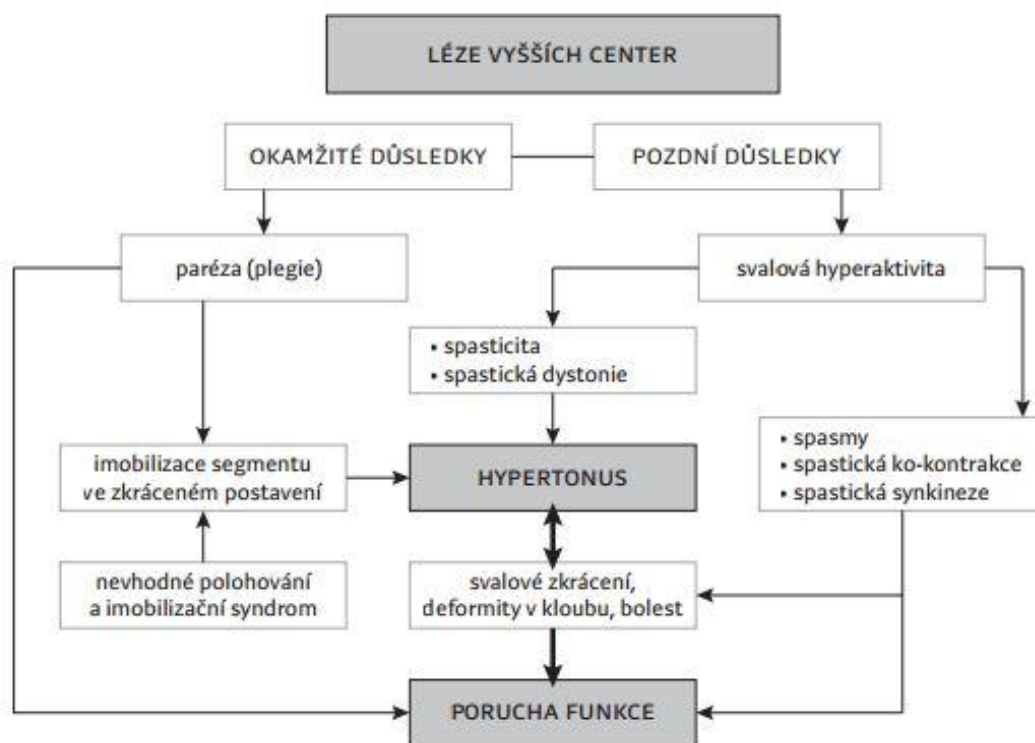 LÉZE VYŠŠÍCH CENTER
OKAMŽITÉ DŮSLEDKY
POZDNÍ DŮSLEDKY
paréza (plegie)
svalová hyperaktivita
• spasticita
• spastická dystonie
• spasmy
• spastická ko-kontrakce
• spastická synkineze
imobilizace segmentu
ve zkráceném postavení
HYPERTONUS
nevhodné polohování
a imobilizační syndrom
svalové zkrácení,
deformity v kloubu, bolest
PORUCHA FUNKCE